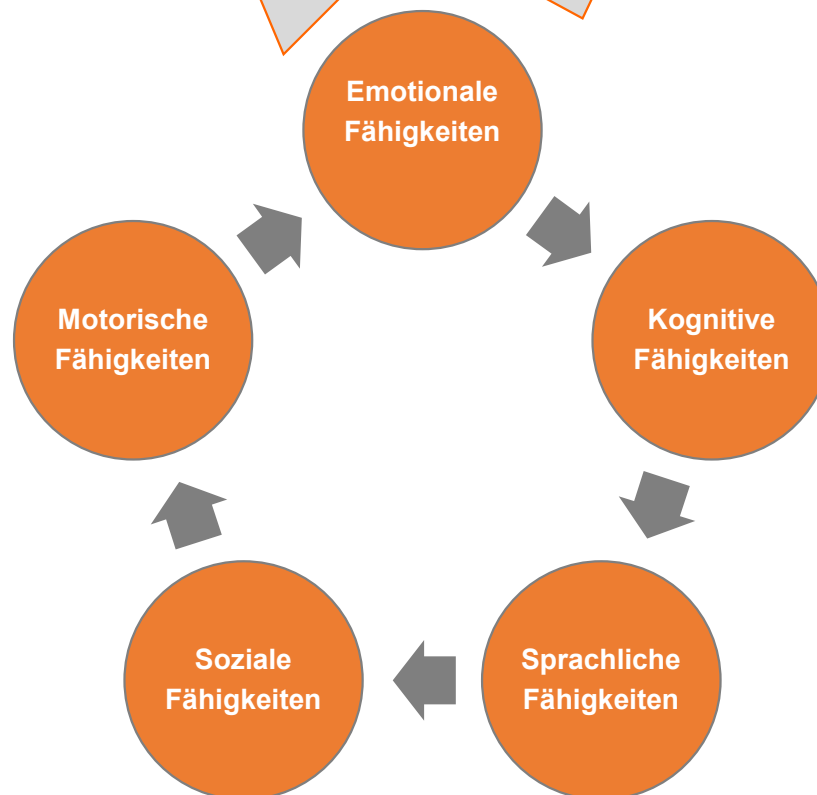 Emotionale
Fähigkeiten
Motorische
Fähigkeiten
Kognitive
Fähigkeiten
Soziale
Fähigkeiten
Sprachliche
Fähigkeiten